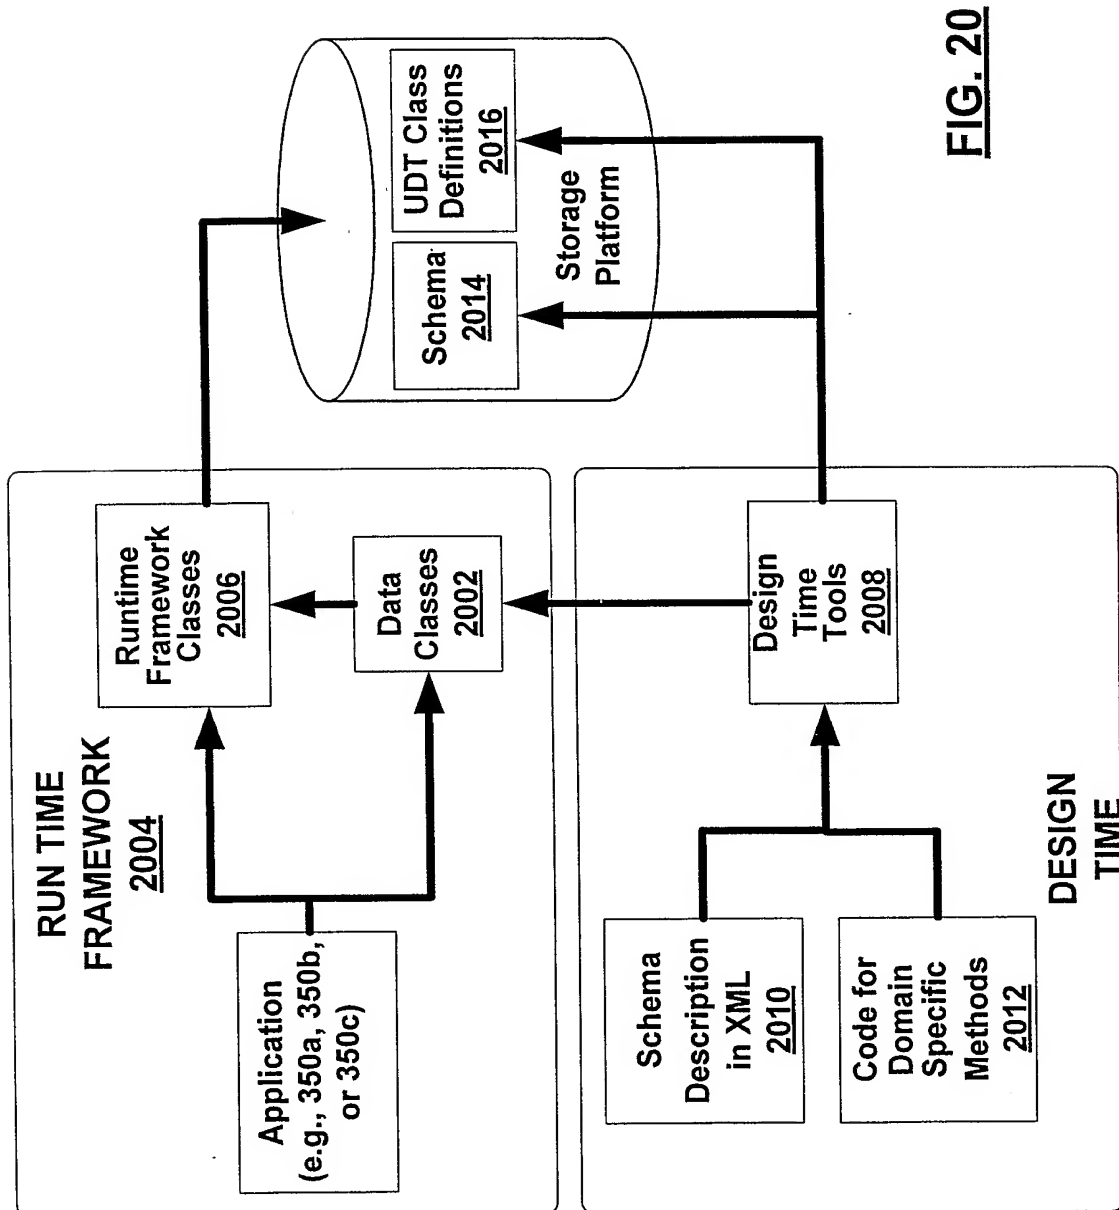 RUN TIME
FRAMEWORK
2004
Application
(e.g., 350a, 350b,
or 350c)
Runtime
Framework
Classes
2006
Data
Classes
2002
DESIGN
TIME
Schema
Description
in XML
2010
Code for
Domain
Specific
Methods
2012
Design
Time
Tools
2008
Schema
2014
UDT Class
Definitions
2016
Storage
Platform
FIG. 20